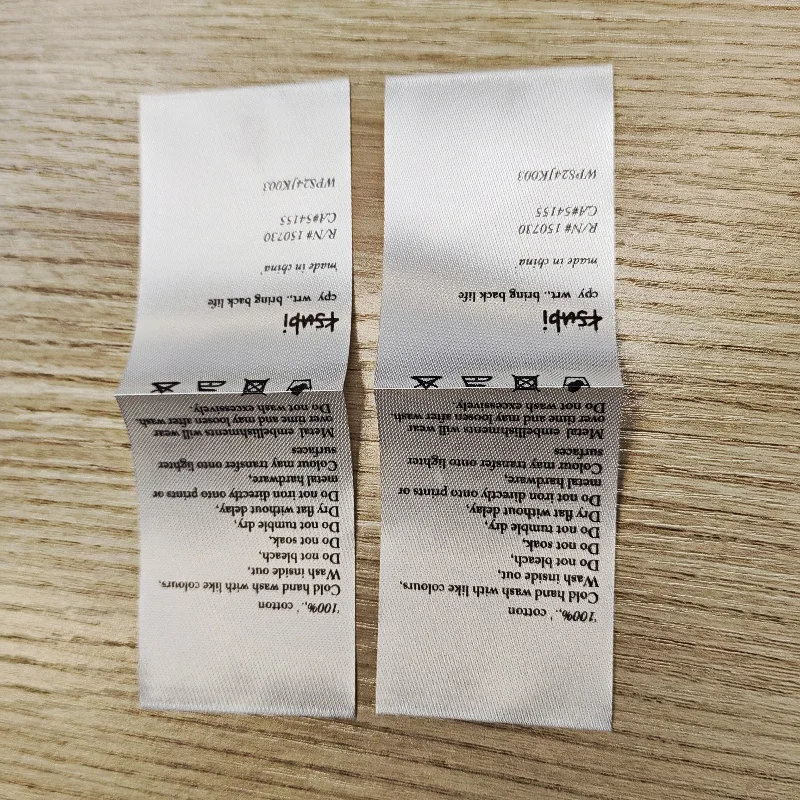 '100%,. ' cotton
Cold hand wash with like colours,
Wash inside out,
Do not bleach,
Do not soak,
Do not tumble dry,
Dry flat without delay,
Do not iron directly onto prints or
metal hardware,
Colour may transfer onto lighter
surfaces
Metal embellishments will wear
over time and may loosen after wash.
Do not wash excessively.
ksubi
cpy wrt.. bring back life
'made in china'
R/N# 150730
CA#54155
WPS24JK003
'100%,. ' cotton
Cold hand wash with like colours,
Wash inside out,
Do not bleach,
Do not soak,
Do not tumble dry,
Dry flat without delay,
Do not iron directly onto prints or
metal hardware,
Colour may transfer onto lighter
surfaces
Metal embellishments will wear
over time and may loosen after wash.
Do not wash excessively.
ksubi
cpy wrt.. bring back life
'made in china'
R/N# 150730
CA#54155
WPS24JK003